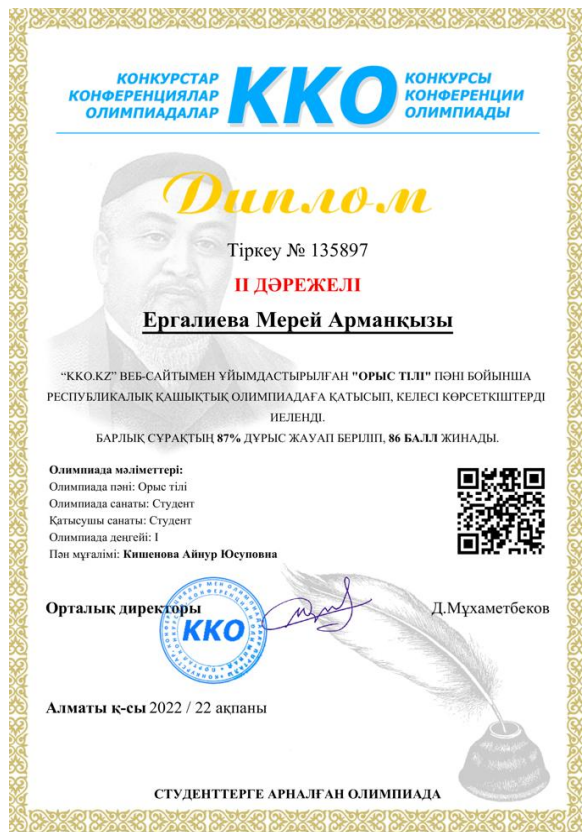 КОНКУРСТАР
КОНФЕРЕНЦИЯЛАР
ОЛИМПИАДАЛАР
ККО
КОНКУРСЫ
КОНФЕРЕНЦИИ
ОЛИМПИАДЫ
Диплом
Тіркеу № 135897
II ДӘРЕЖЕЛІ
Ергалиева Мерей Арманқызы
“KKO.KZ” ВЕБ-САЙТЫМЕН ҰЙЫМДАСТЫРЫЛҒАН "ОРЫС ТІЛІ" ПӘНІ БОЙЫНША
РЕСПУБЛИКАЛЫҚ ҚАШЫҚТЫҚ ОЛИМПИАДАҒА ҚАТЫСЫП, КЕЛЕСІ КӨРСЕТКІШТЕРДІ
ИЕЛЕНДІ.
БАРЛЫҚ СҰРАҚТЫҢ 87% ДҰРЫС ЖАУАП БЕРІЛІП, 86 БАЛЛ ЖИНАДЫ.
Олимпиада мәліметтері:
Олимпиада пәні: Орыс тілі
Олимпиада санаты: Студент
Қатысушы санаты: Студент
Олимпиада деңгейі: I
Пән мұғалімі: Кишенова Айнур Юсуповна
Орталық директоры
Д.Мұхаметбеков
ККО
Алматы қ-сы 2022 / 22 ақпаны
СТУДЕНТТЕРГЕ АРНАЛҒАН ОЛИМПИАДА